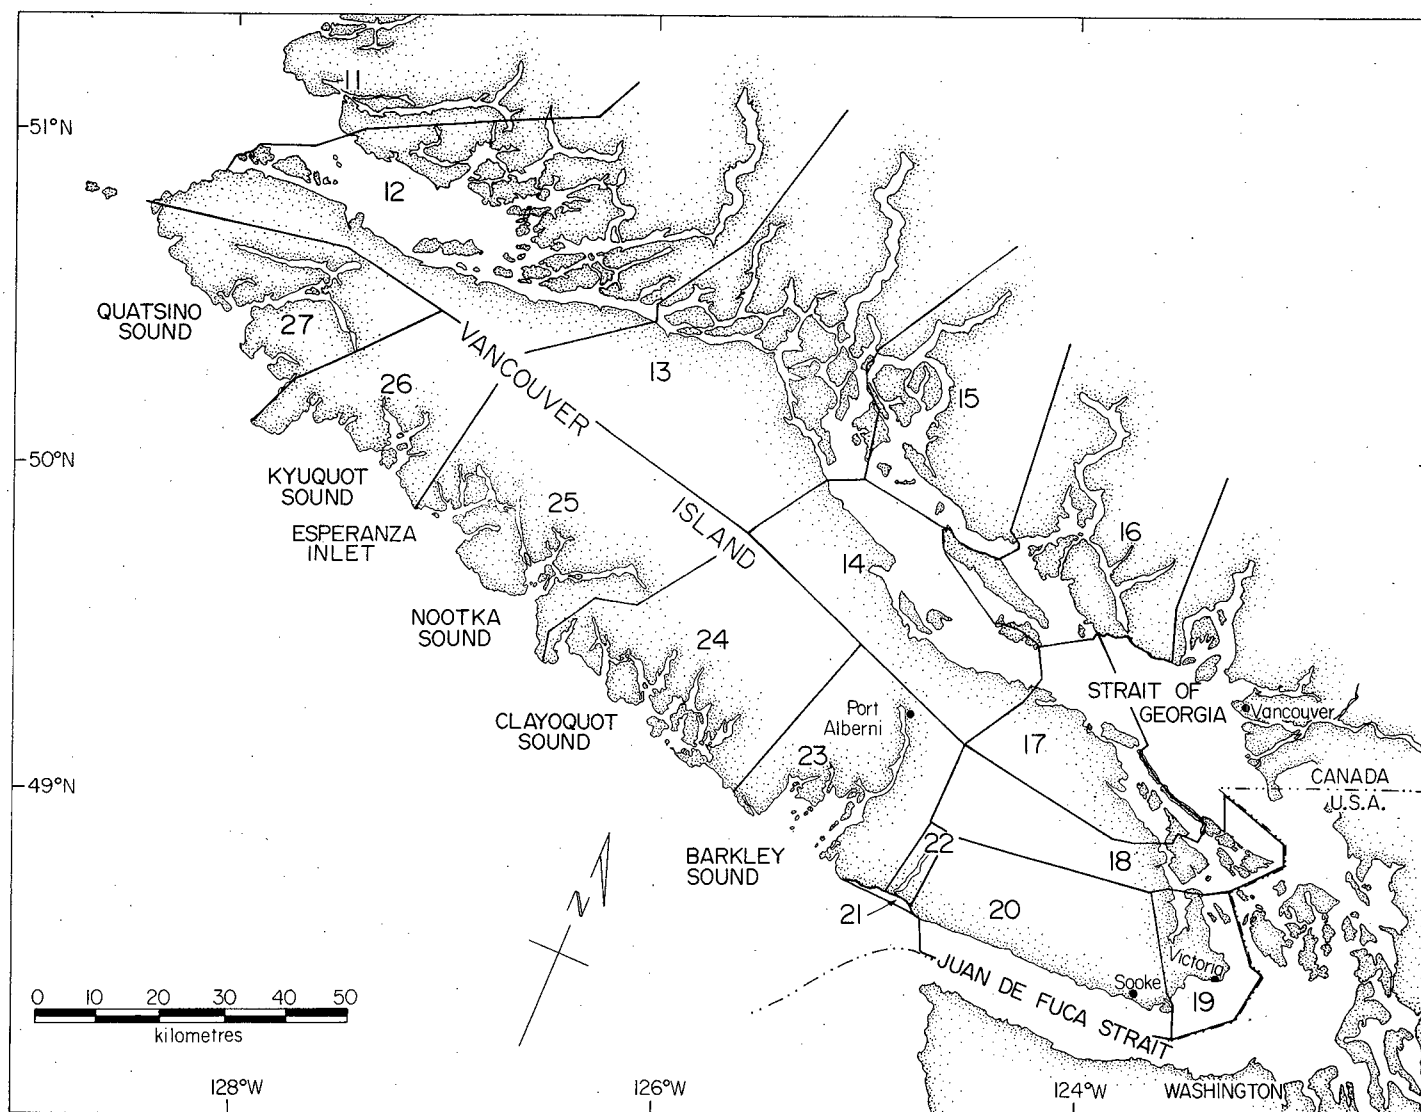 11
51°N
12
QUATSINO
SOUND
27
VANCOUVER
13
15
26
50°N
KYUQUOT
SOUND
ESPERANZA
INLET
25
ISLAND
14
16
NOOTKA
SOUND
24
CLAYOQUOT
SOUND
STRAIT OF
GEORGIA
Vancouver
Port
Alberni
17
23
49°N
CANADA
U.S.A.
BARKLEY
SOUND
22
18
21
20
N
JUAN DE FUCA STRAIT
Victoria
Sooke
19
0 10 20 30 40 50
kilometres
128°W
126°W
124°W
WASHINGTON